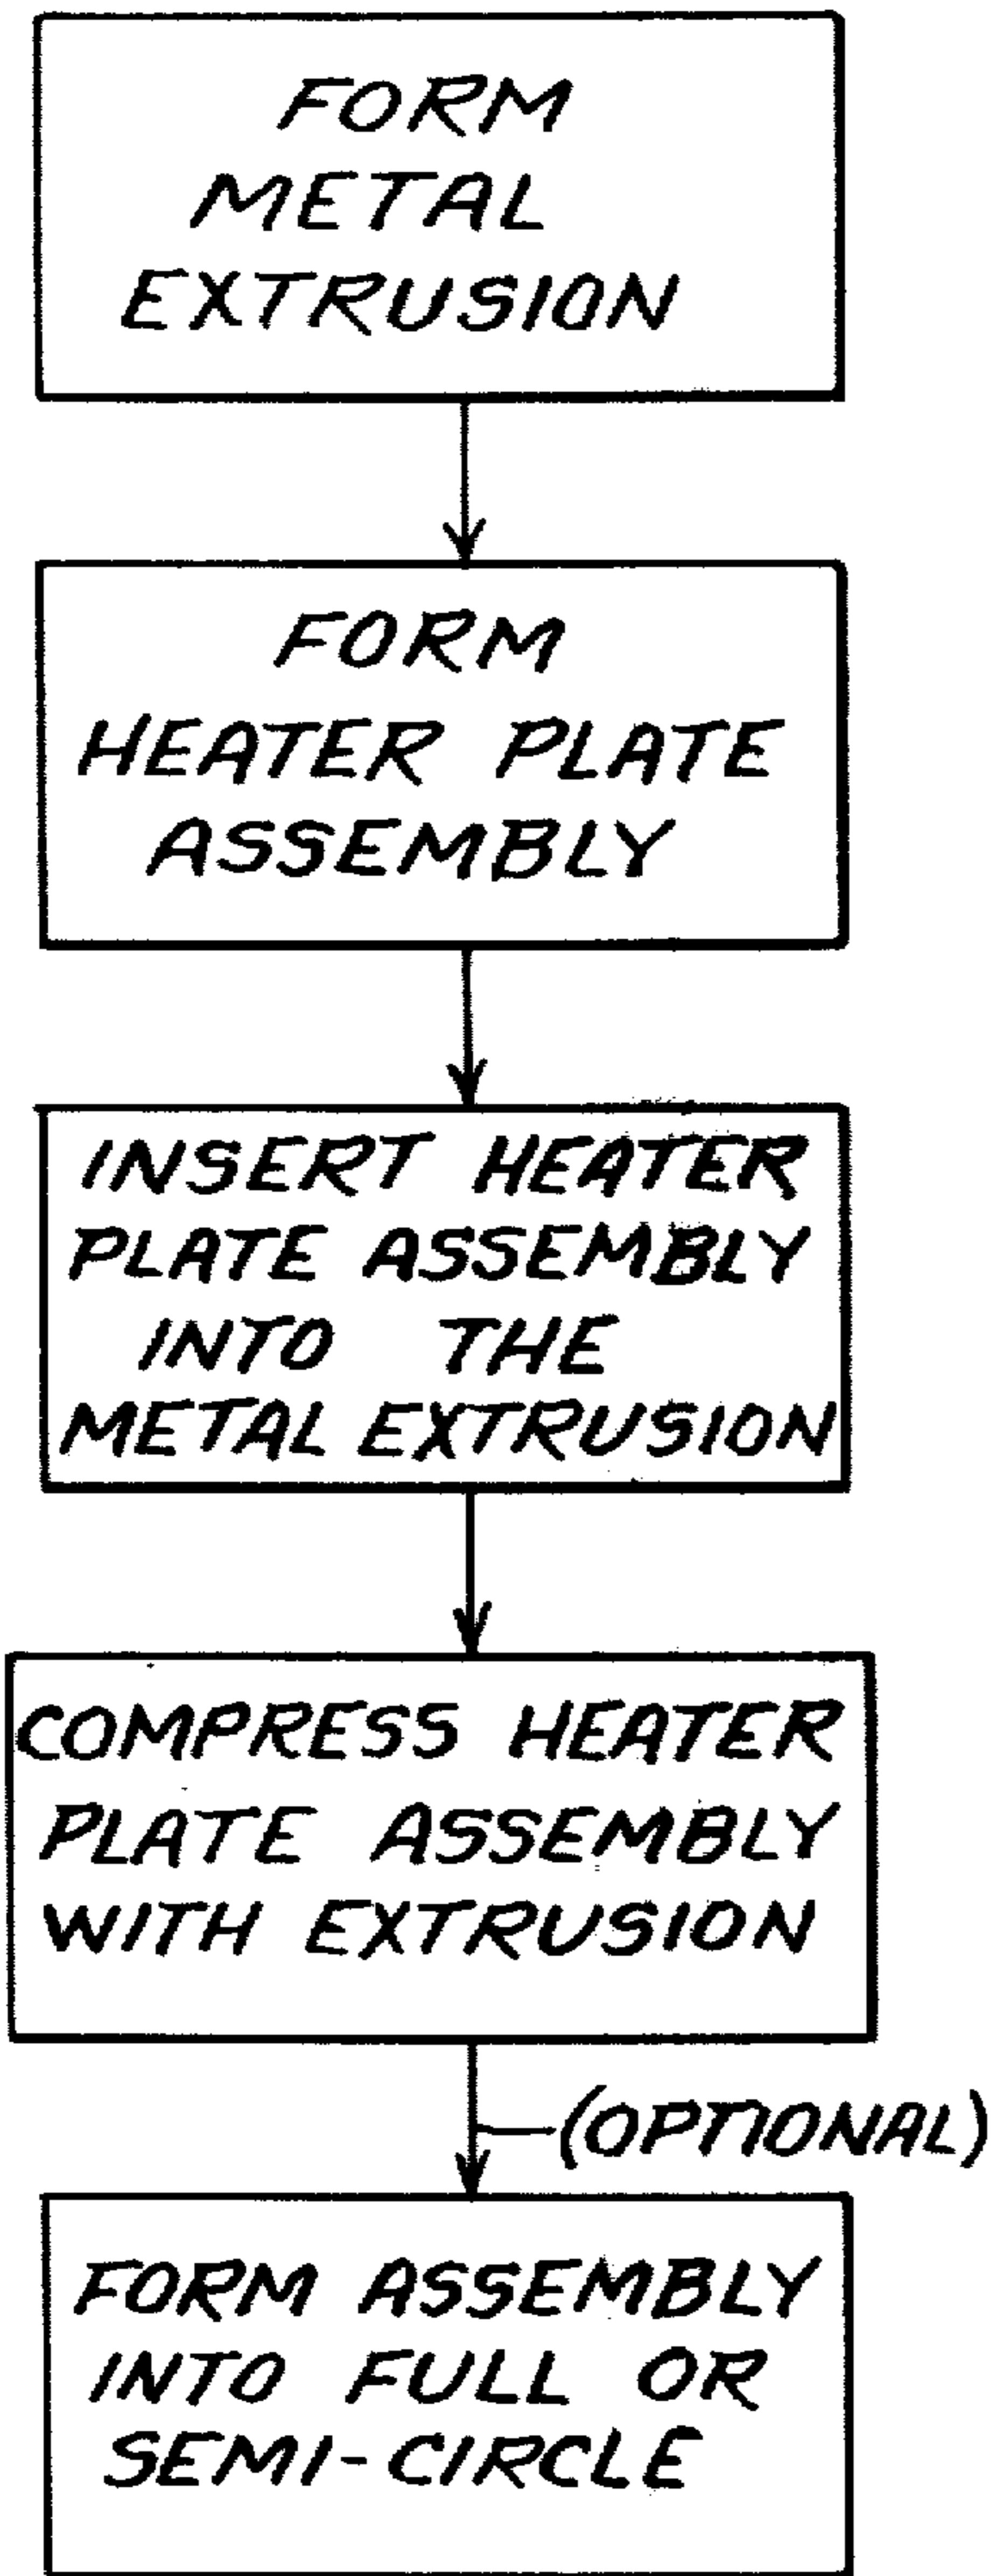 FORM
METAL
EXTRUSION
FORM
HEATER PLATE
ASSEMBLY
INSERT HEATER
PLATE ASSEMBLY
INTO THE
METAL EXTRUSION
COMPRESS HEATER
PLATE ASSEMBLY
WITH EXTRUSION
(OPTIONAL)
FORM ASSEMBLY
INTO FULL OR
SEMI-CIRCLE